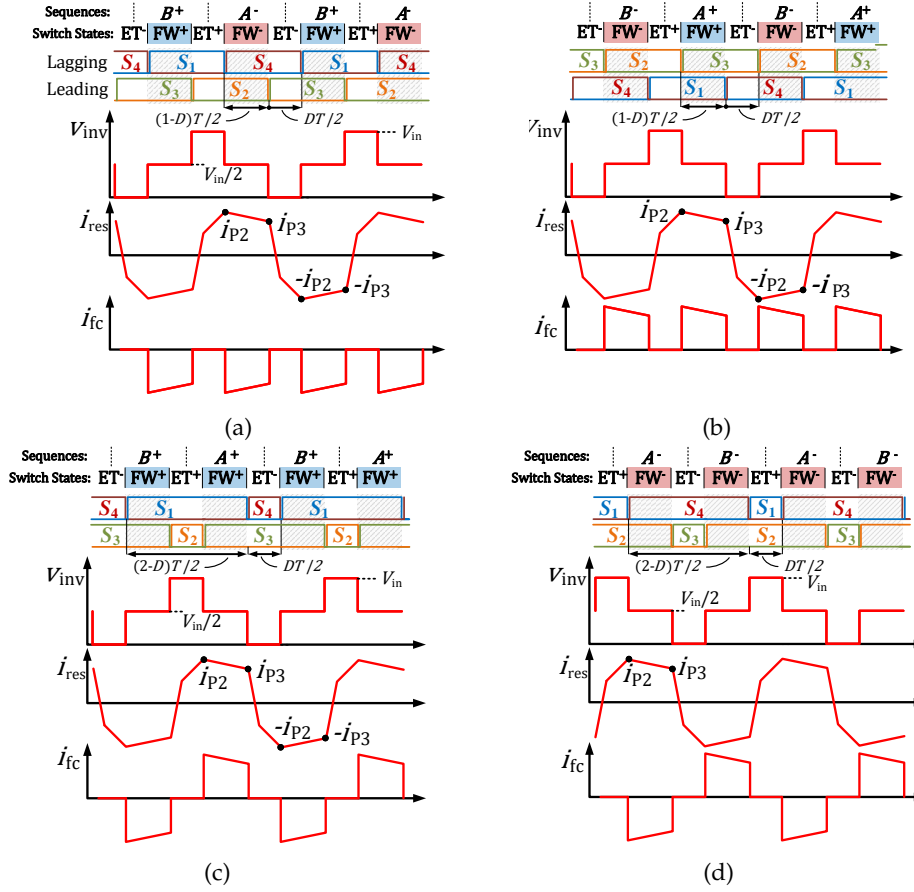 Sequences: B⁺ A⁻ B⁺ A⁻
Switch States: ET⁻ FW⁺ ET⁺ FW⁻ ET⁻ FW⁺ ET⁺ FW⁻
Lagging S₄ S₁ S₄ S₁ S₄
Leading S₃ S₂ S₃ S₂
(1-D)T/2 DT/2
Vinv Vin
Vin/2
ires iP2 iP3
-iP2 -iP3
ifc
(a)
Sequences: B⁻ A⁺ B⁻ A⁺
Switch States: ET⁻ FW⁻ ET⁺ FW⁺ ET⁻ FW⁻ ET⁺ FW⁺
S₃ S₂ S₃ S₂ S₃
S₄ S₁ S₄ S₁
(1-D)T/2 DT/2
Vinv
ires iP2 iP3
-iP2 -iP3
ifc
(b)
Sequences: B⁺ A⁺ B⁺ A⁺
Switch States: ET⁻ FW⁺ ET⁺ FW⁺ ET⁻ FW⁺ ET⁺ FW⁺
S₄ S₁ S₄ S₁
S₃ S₂ S₃ S₂
(2-D)T/2 DT/2
Vinv Vin
Vin/2
ires iP2 iP3
-iP2 -iP3
ifc
(c)
Sequences: A⁻ B⁻ A⁻ B⁻
Switch States: ET⁺ FW⁻ ET⁻ FW⁻ ET⁺ FW⁻ ET⁻ FW⁻
S₁ S₄ S₁ S₄
S₂ S₃ S₂ S₃
(2-D)T/2 DT/2
Vinv Vin
Vin/2
ires iP2 iP3
ifc
(d)